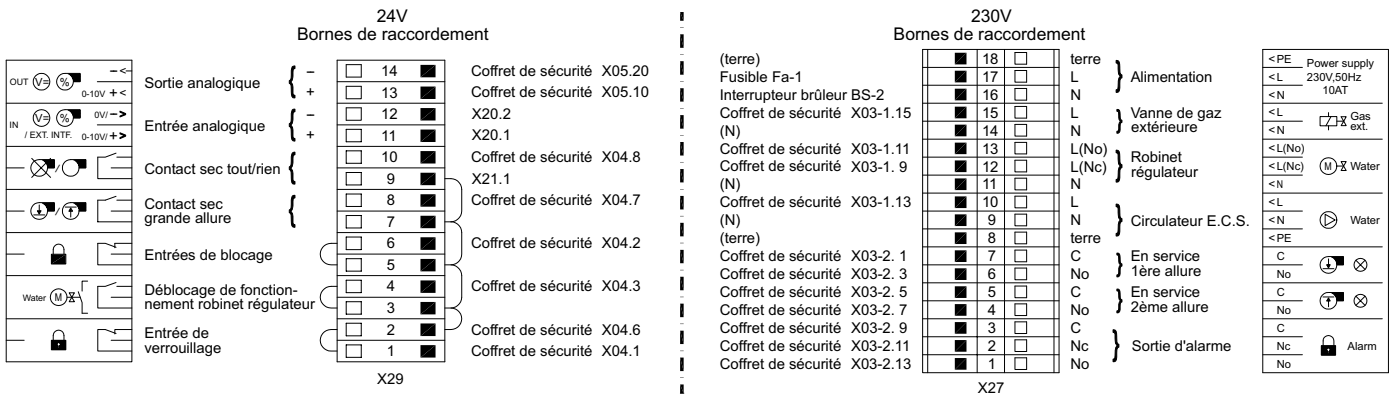 24V
Bornes de raccordement
OUT V= % – <
0-10V + <
Sortie analogique { –
+
14 Coffret de sécurité X05.20
13 Coffret de sécurité X05.10
IN V= % 0V/ – >
/ EXT. INTF. 0-10V/ + >
Entrée analogique { –
+
12 X20.2
11 X20.1
Contact sec tout/rien {
10 Coffret de sécurité X04.8
9 X21.1
Contact sec
grande allure {
8 Coffret de sécurité X04.7
7
Entrées de blocage
6 Coffret de sécurité X04.2
5
Water M
Déblocage de fonction-
nement robinet régulateur
4 Coffret de sécurité X04.3
3
Entrée de
verrouillage
2 Coffret de sécurité X04.6
1 Coffret de sécurité X04.1
X29
230V
Bornes de raccordement
(terre) 18 terre
Fusible Fa-1 17 L
Interrupteur brûleur BS-2 16 N
} Alimentation
<PE
<L
<N
Power supply
230V,50Hz
10AT
Coffret de sécurité X03-1.15 15 L
(N) 14 N
} Vanne de gaz
extérieure
<L
<N
Gas
ext.
Coffret de sécurité X03-1.11 13 L(No)
Coffret de sécurité X03-1. 9 12 L(Nc)
(N) 11 N
} Robinet
régulateur
<L(No)
<L(Nc)
<N
M Water
Coffret de sécurité X03-1.13 10 L
(N) 9 N
(terre) 8 terre
} Circulateur E.C.S.
<L
<N
<PE
Water
Coffret de sécurité X03-2. 1 7 C
Coffret de sécurité X03-2. 3 6 No
} En service
1ère allure
C
No
Coffret de sécurité X03-2. 5 5 C
Coffret de sécurité X03-2. 7 4 No
} En service
2ème allure
C
No
Coffret de sécurité X03-2. 9 3 C
Coffret de sécurité X03-2.11 2 Nc
Coffret de sécurité X03-2.13 1 No
} Sortie d'alarme
C
Nc
No
Alarm
X27